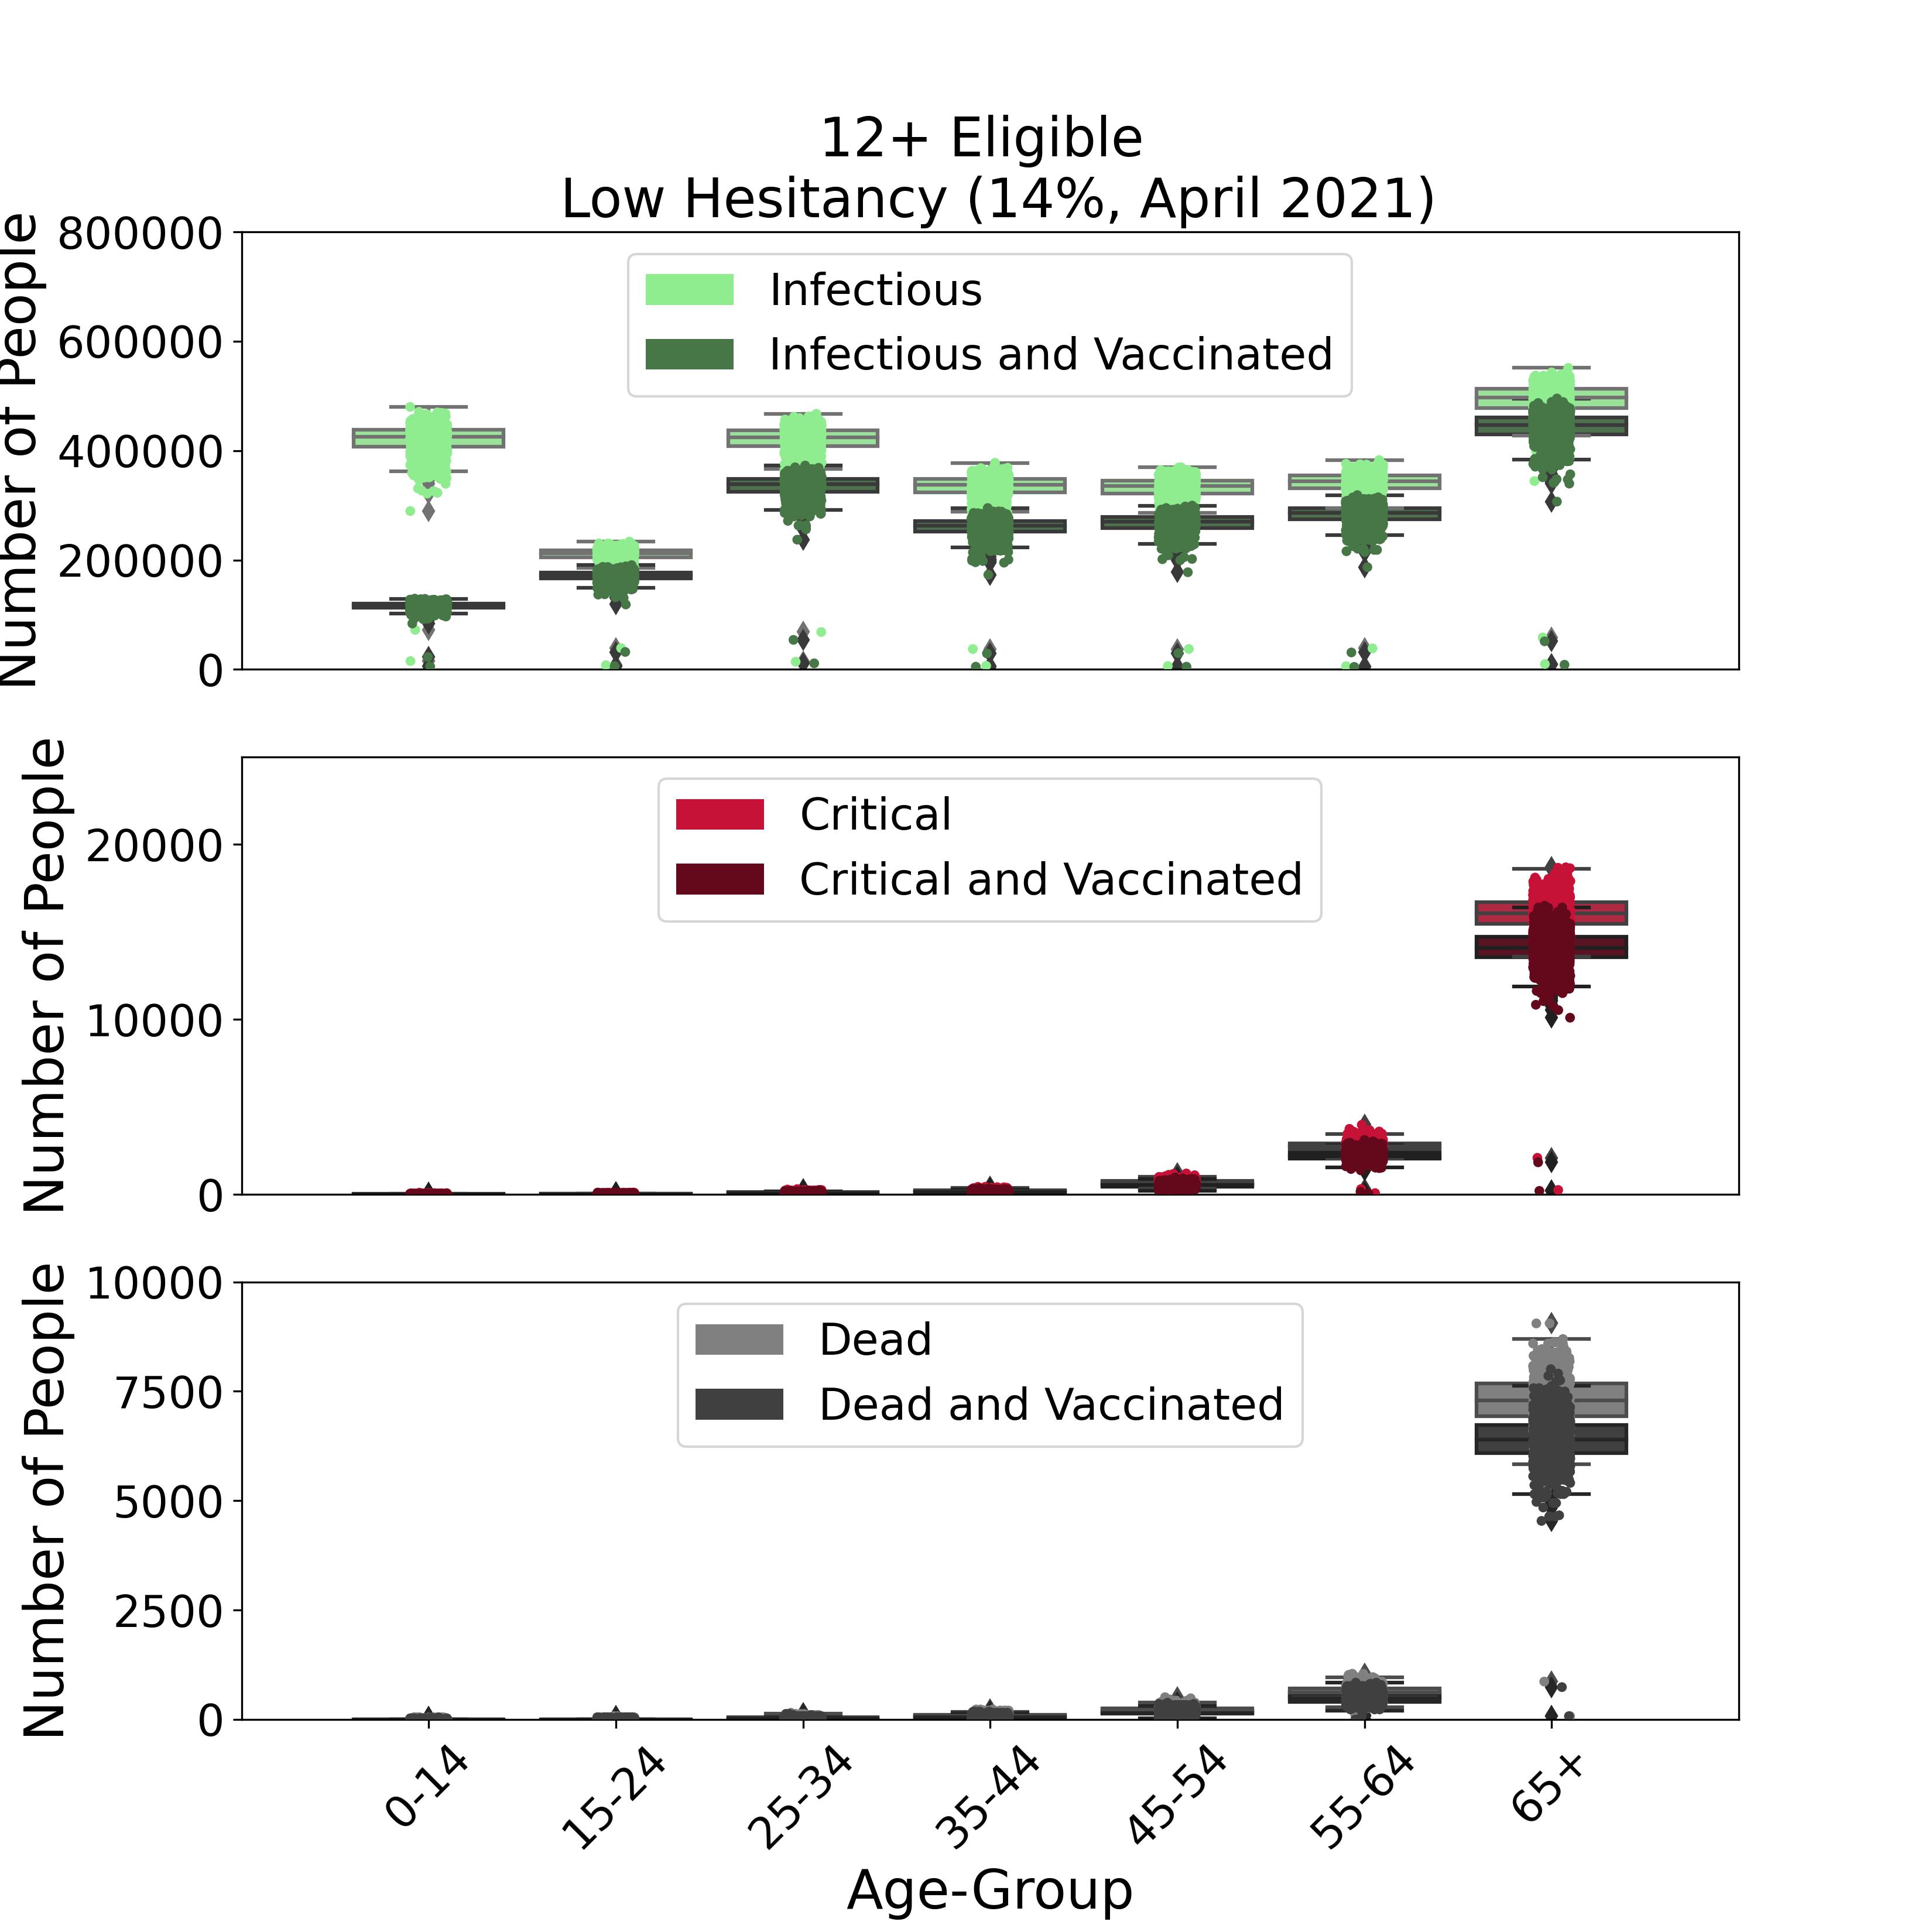 12+ Eligible
Low Hesitancy (14%, April 2021)
Number of People
800000
600000
400000
200000
0
Infectious
Infectious and Vaccinated
Number of People
20000
10000
0
Critical
Critical and Vaccinated
Number of People
10000
7500
5000
2500
0
Dead
Dead and Vaccinated
0-14
15-24
25-34
35-44
45-54
55-64
65+
Age-Group